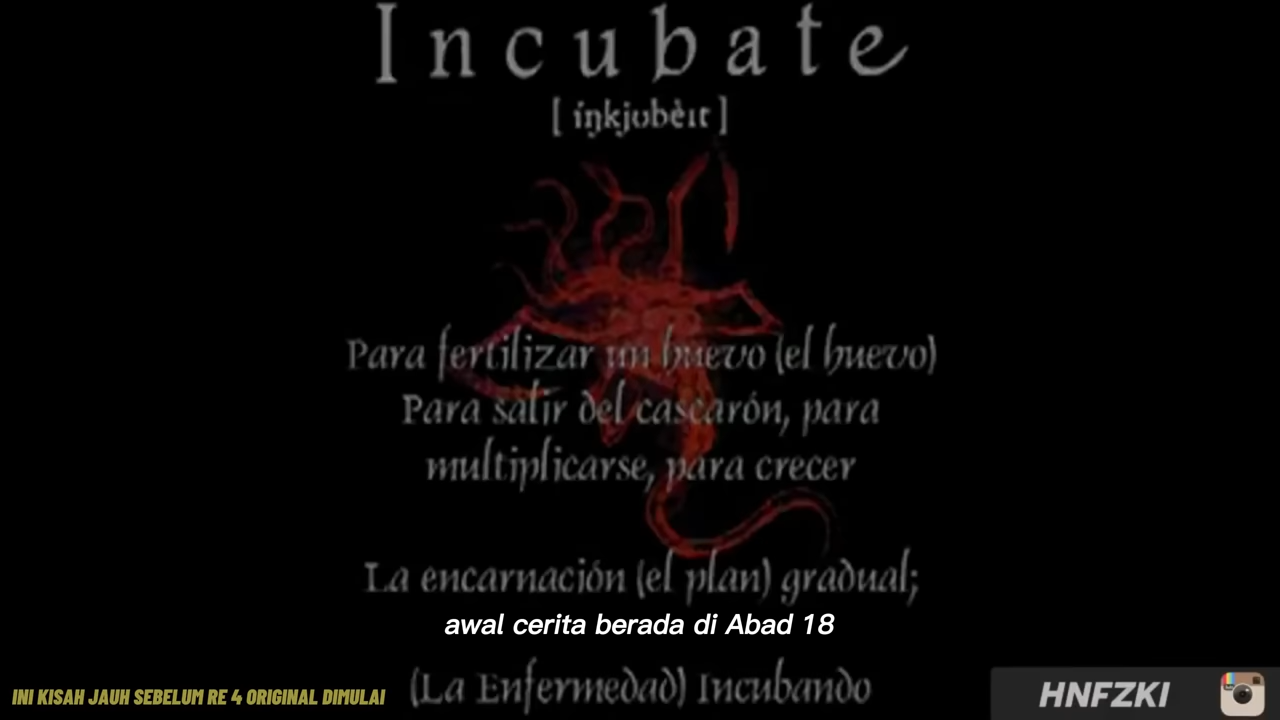 Incubate
[ íŋkjʊbèɪt ]
Para fertilizar un huevo (el huevo)
Para salir del cascarón, para
multiplicarse, para crecer
La encarnación (el plan) gradual;
awal cerita berada di Abad 18
(La Enfermedad) Incubando
INI KISAH JAUH SEBELUM RE 4 ORIGINAL DIMULAI
HNFZKI